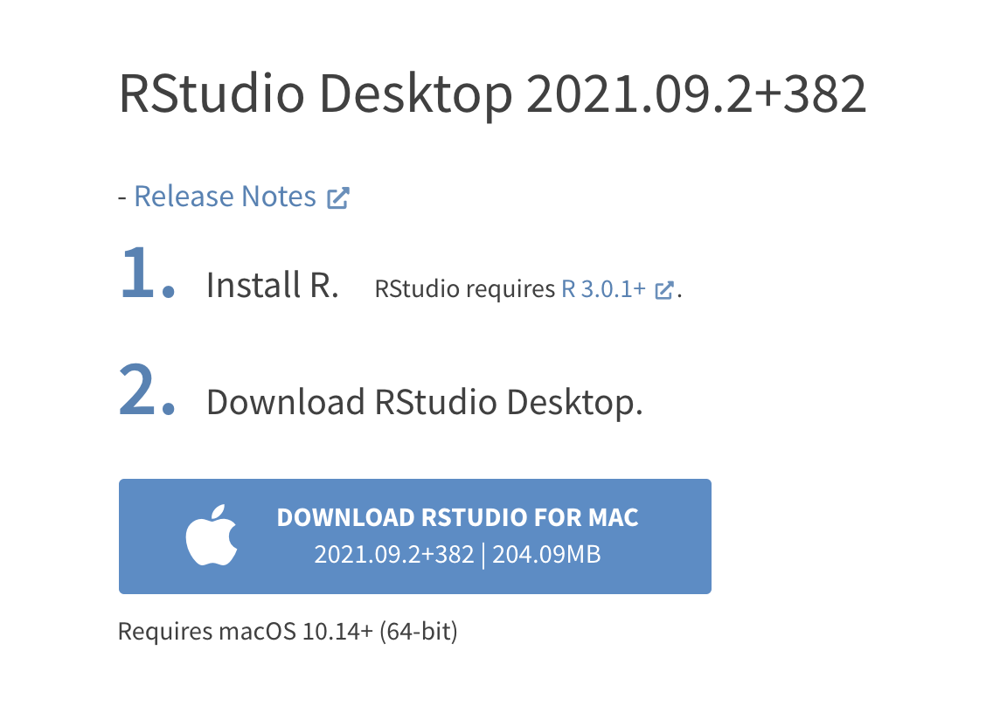 RStudio Desktop 2021.09.2+382
- Release Notes
1. Install R. RStudio requires R 3.0.1+ .
2. Download RStudio Desktop.
DOWNLOAD RSTUDIO FOR MAC
2021.09.2+382 | 204.09MB
Requires macOS 10.14+ (64-bit)